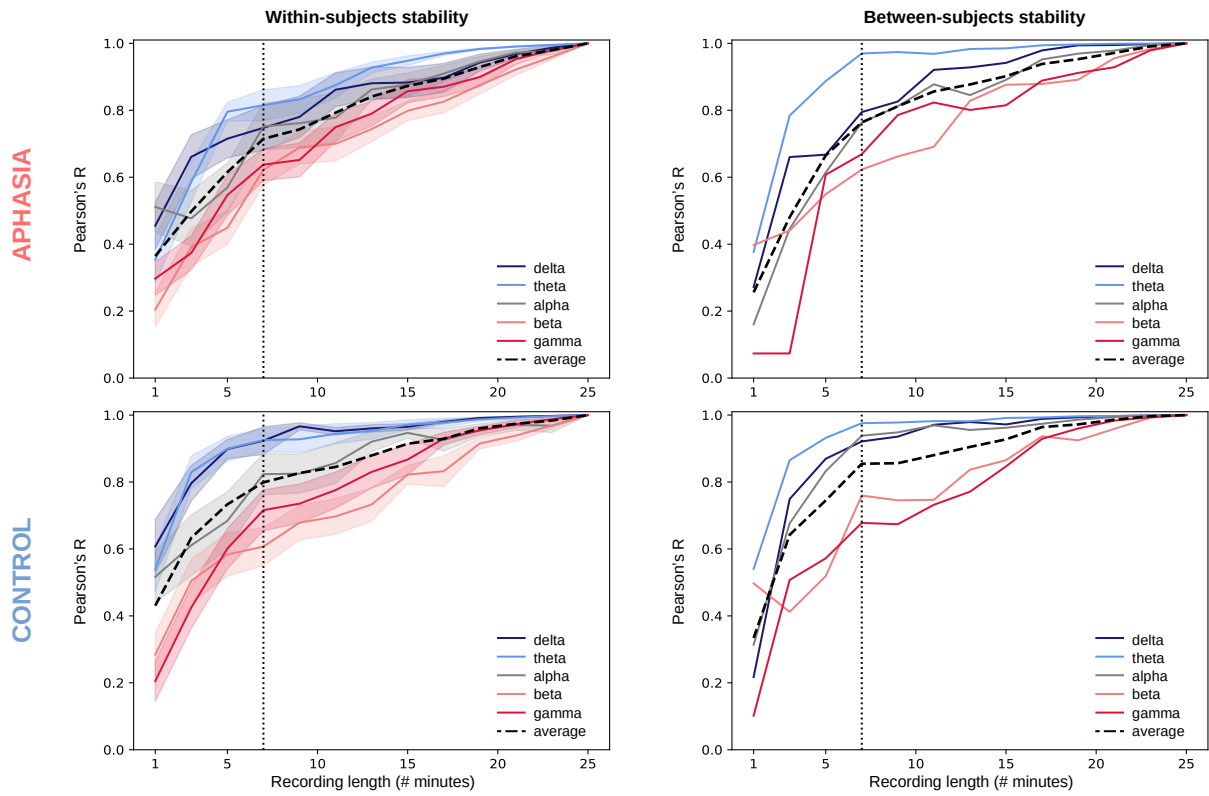 Within-subjects stability
Between-subjects stability
APHASIA
Pearson's R
1.0
0.8
0.6
0.4
0.2
0.0
1
5
10
15
20
25
delta
theta
alpha
beta
gamma
average
Pearson's R
1.0
0.8
0.6
0.4
0.2
0.0
1
5
10
15
20
25
delta
theta
alpha
beta
gamma
average
CONTROL
Pearson's R
1.0
0.8
0.6
0.4
0.2
0.0
1
5
10
15
20
25
Recording length (# minutes)
delta
theta
alpha
beta
gamma
average
Pearson's R
1.0
0.8
0.6
0.4
0.2
0.0
1
5
10
15
20
25
Recording length (# minutes)
delta
theta
alpha
beta
gamma
average